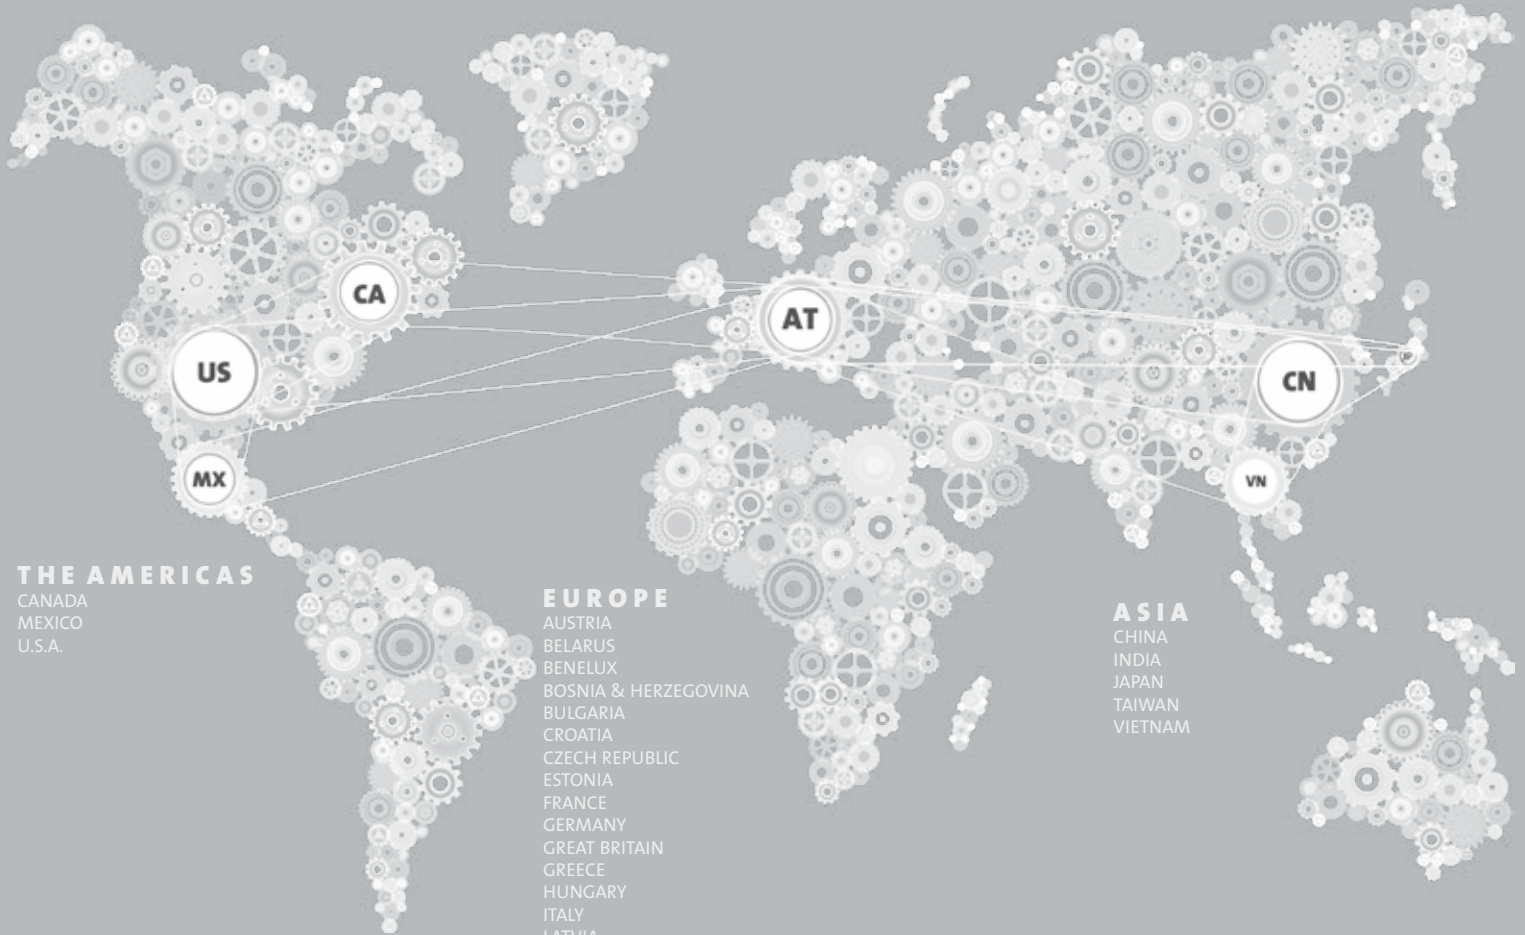 CA
AT
US
CN
MX
VN
THE AMERICAS
CANADA
MEXICO
U.S.A.
EUROPE
AUSTRIA
BELARUS
BENELUX
BOSNIA & HERZEGOVINA
BULGARIA
CROATIA
CZECH REPUBLIC
ESTONIA
FRANCE
GERMANY
GREAT BRITAIN
GREECE
HUNGARY
ITALY
LATVIA
ASIA
CHINA
INDIA
JAPAN
TAIWAN
VIETNAM